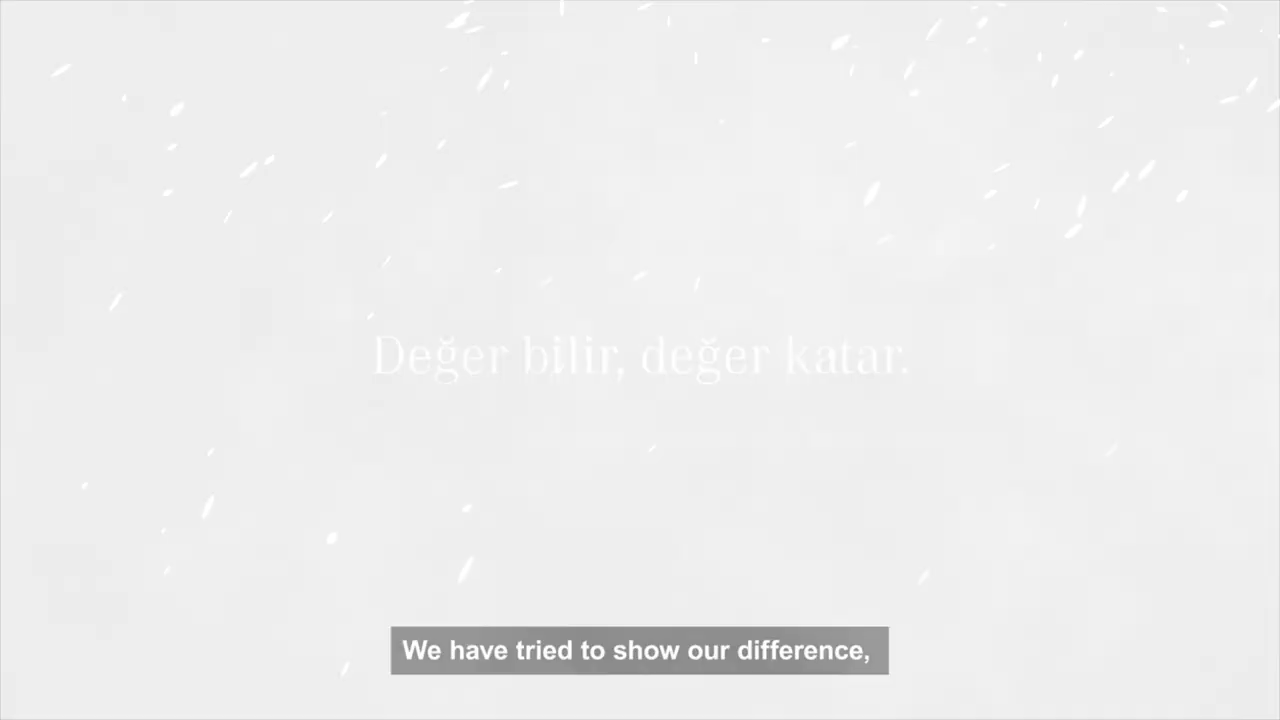 Değer bilir, değer katar.
We have tried to show our difference,